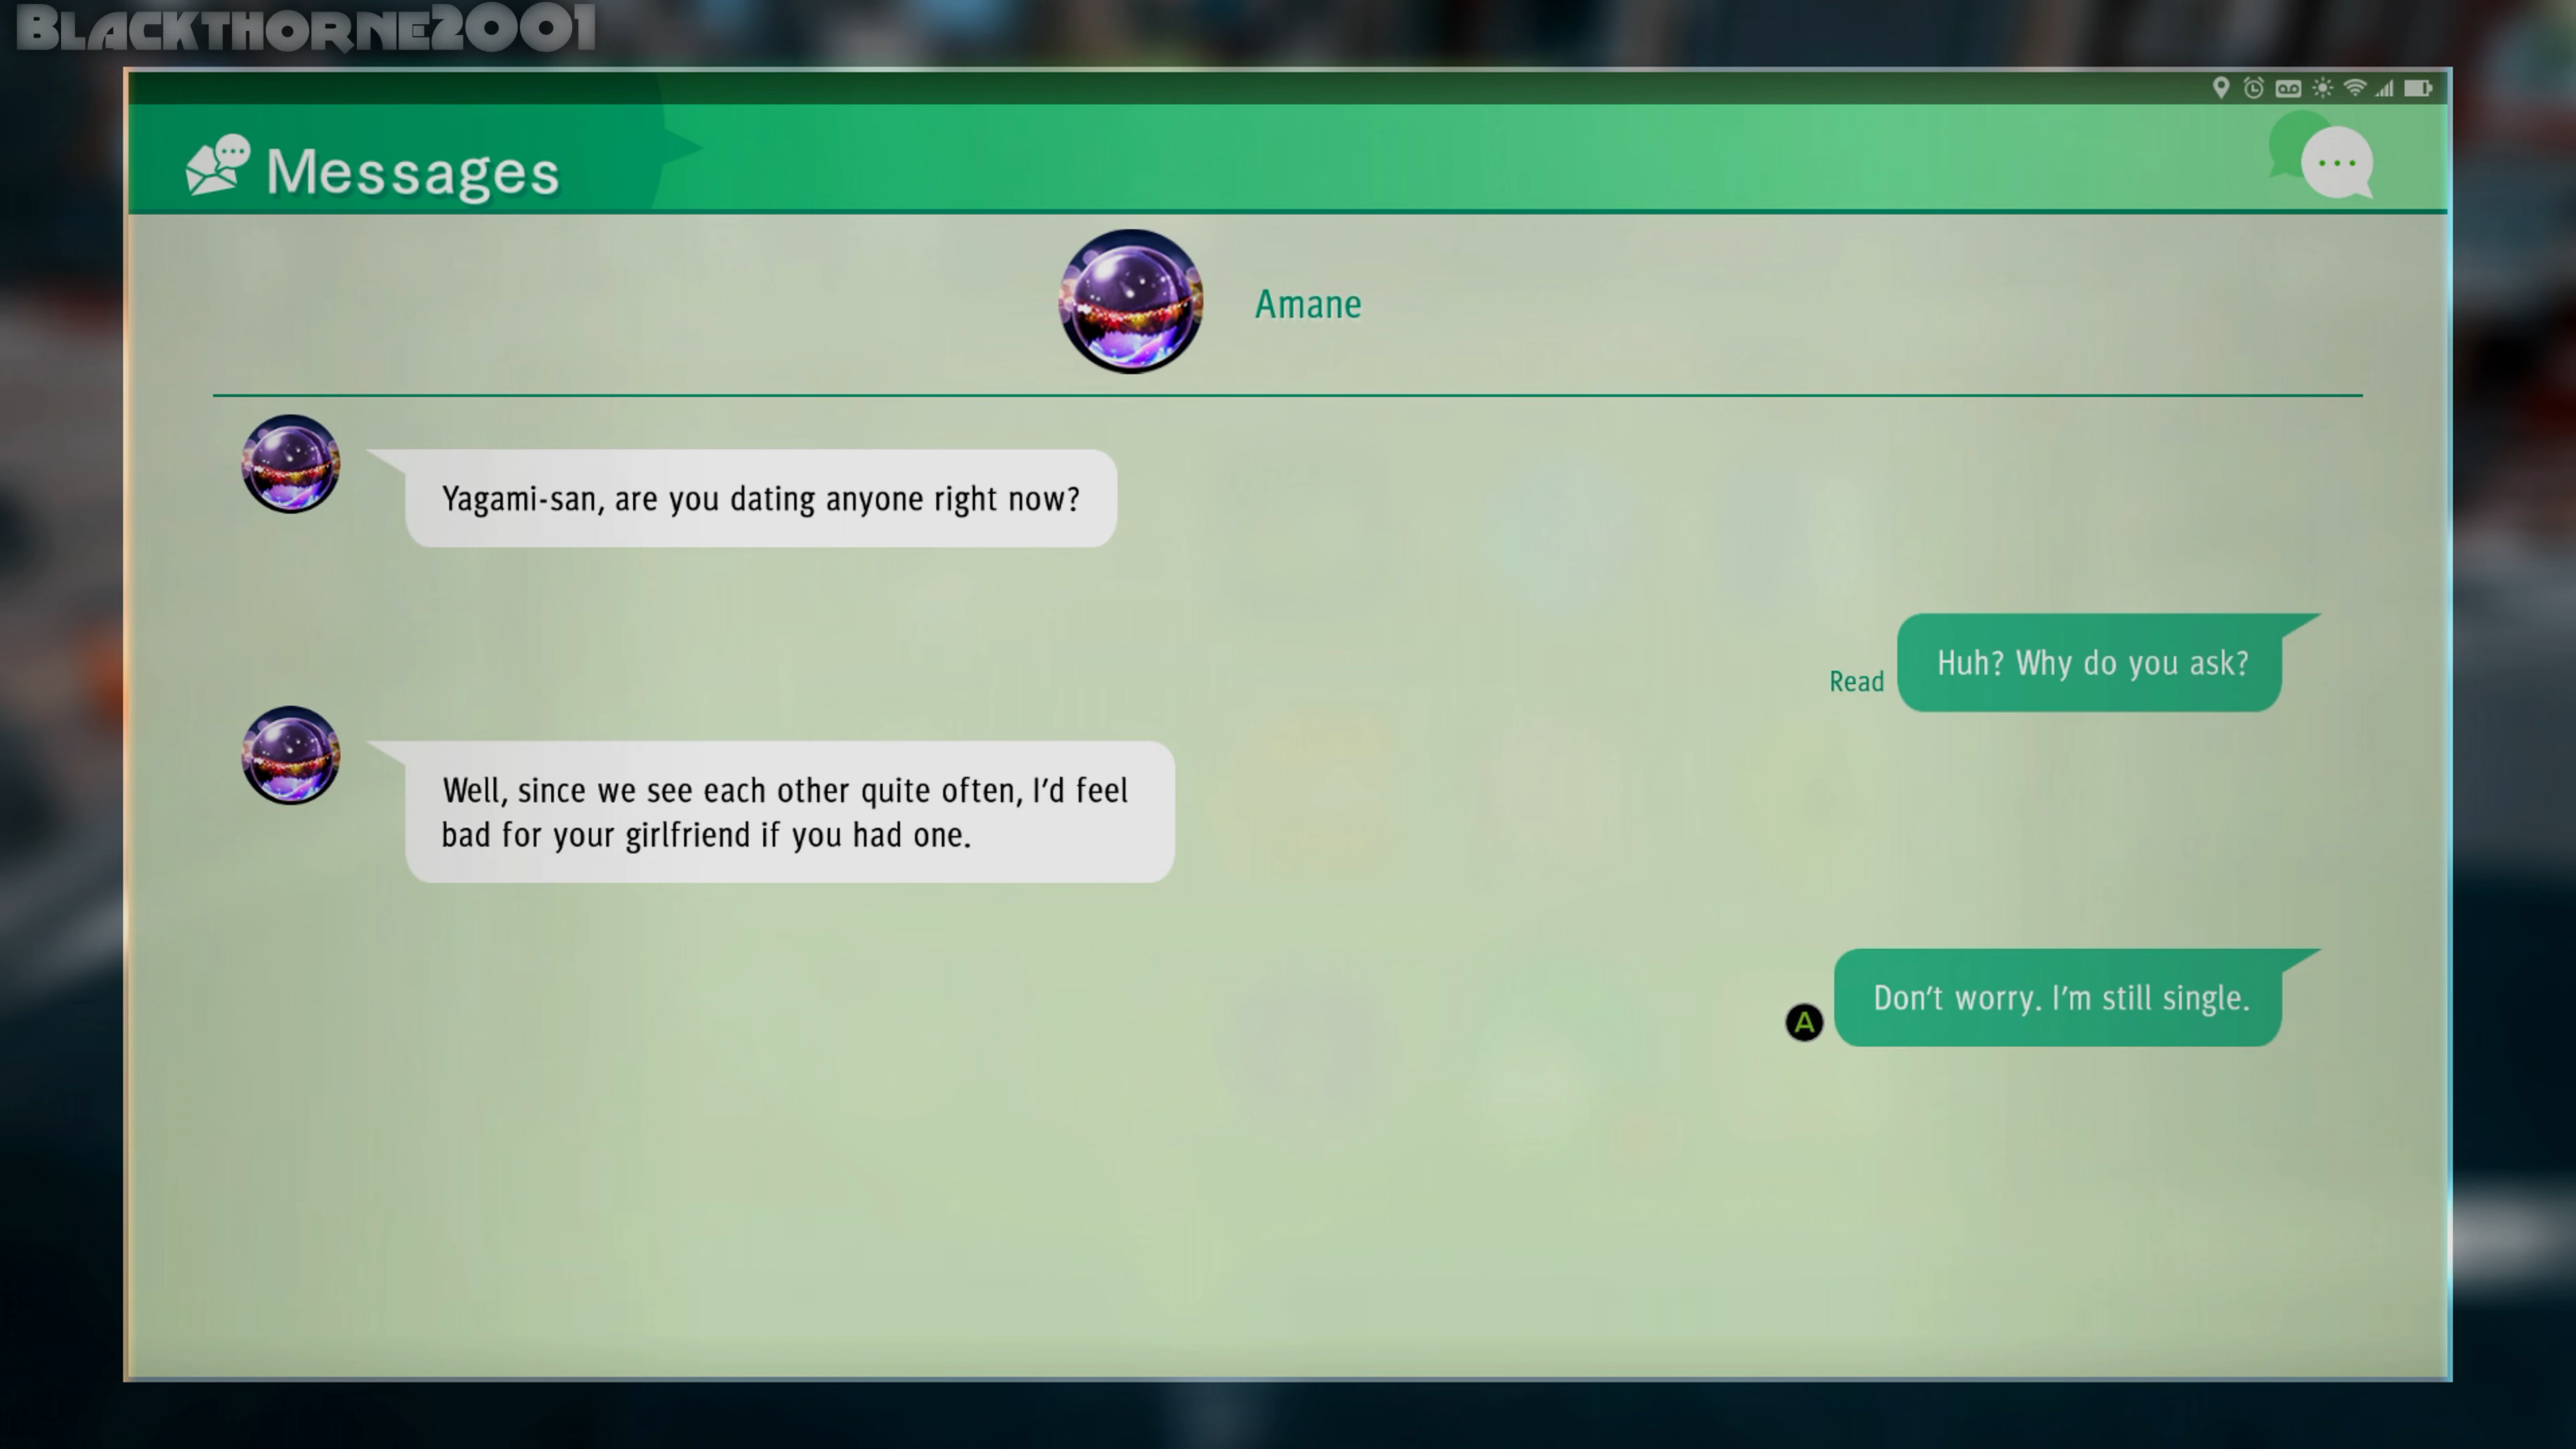 BLACKTHORNE2001
Messages
Amane
Yagami-san, are you dating anyone right now?
Huh? Why do you ask?
Read
Well, since we see each other quite often, I'd feel
bad for your girlfriend if you had one.
Don't worry. I'm still single.
A